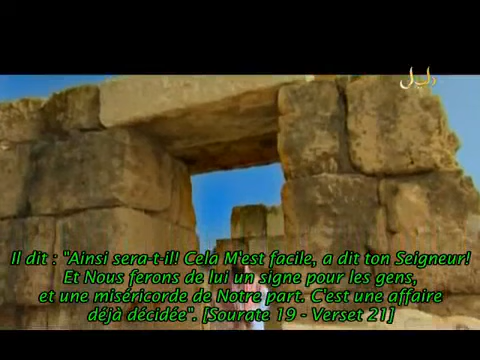 دليل
Il dit : "Ainsi sera-t-il! Cela M'est facile, a dit ton Seigneur!
Et Nous ferons de lui un signe pour les gens,
et une miséricorde de Notre part. C'est une affaire
déjà décidée". [Sourate 19 - Verset 21]